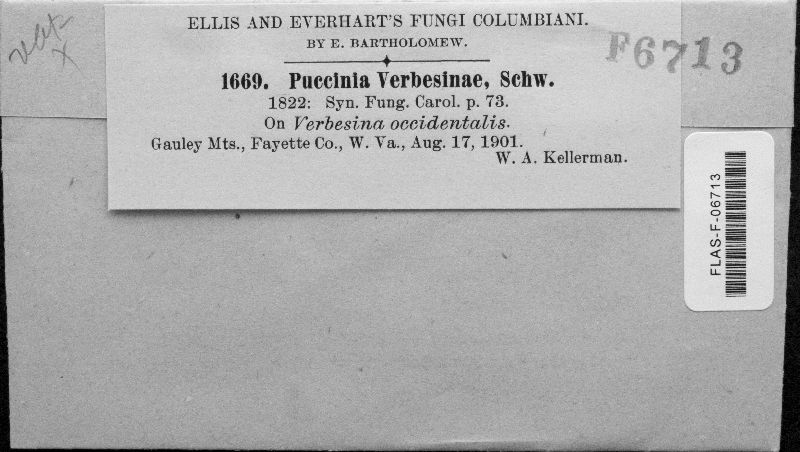 ELLIS AND EVERHART'S FUNGI COLUMBIANI.
BY E. BARTHOLOMEW.
1669. Puccinia Verbesinae, Schw.
1822: Syn. Fung. Carol. p. 73.
On Verbesina occidentalis.
Gauley Mts., Fayette Co., W. Va., Aug. 17, 1901.
W. A. Kellerman.
F6713
FLAS-F-06713